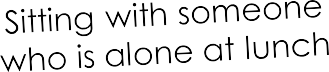 Sitting with someone
who is alone at lunch